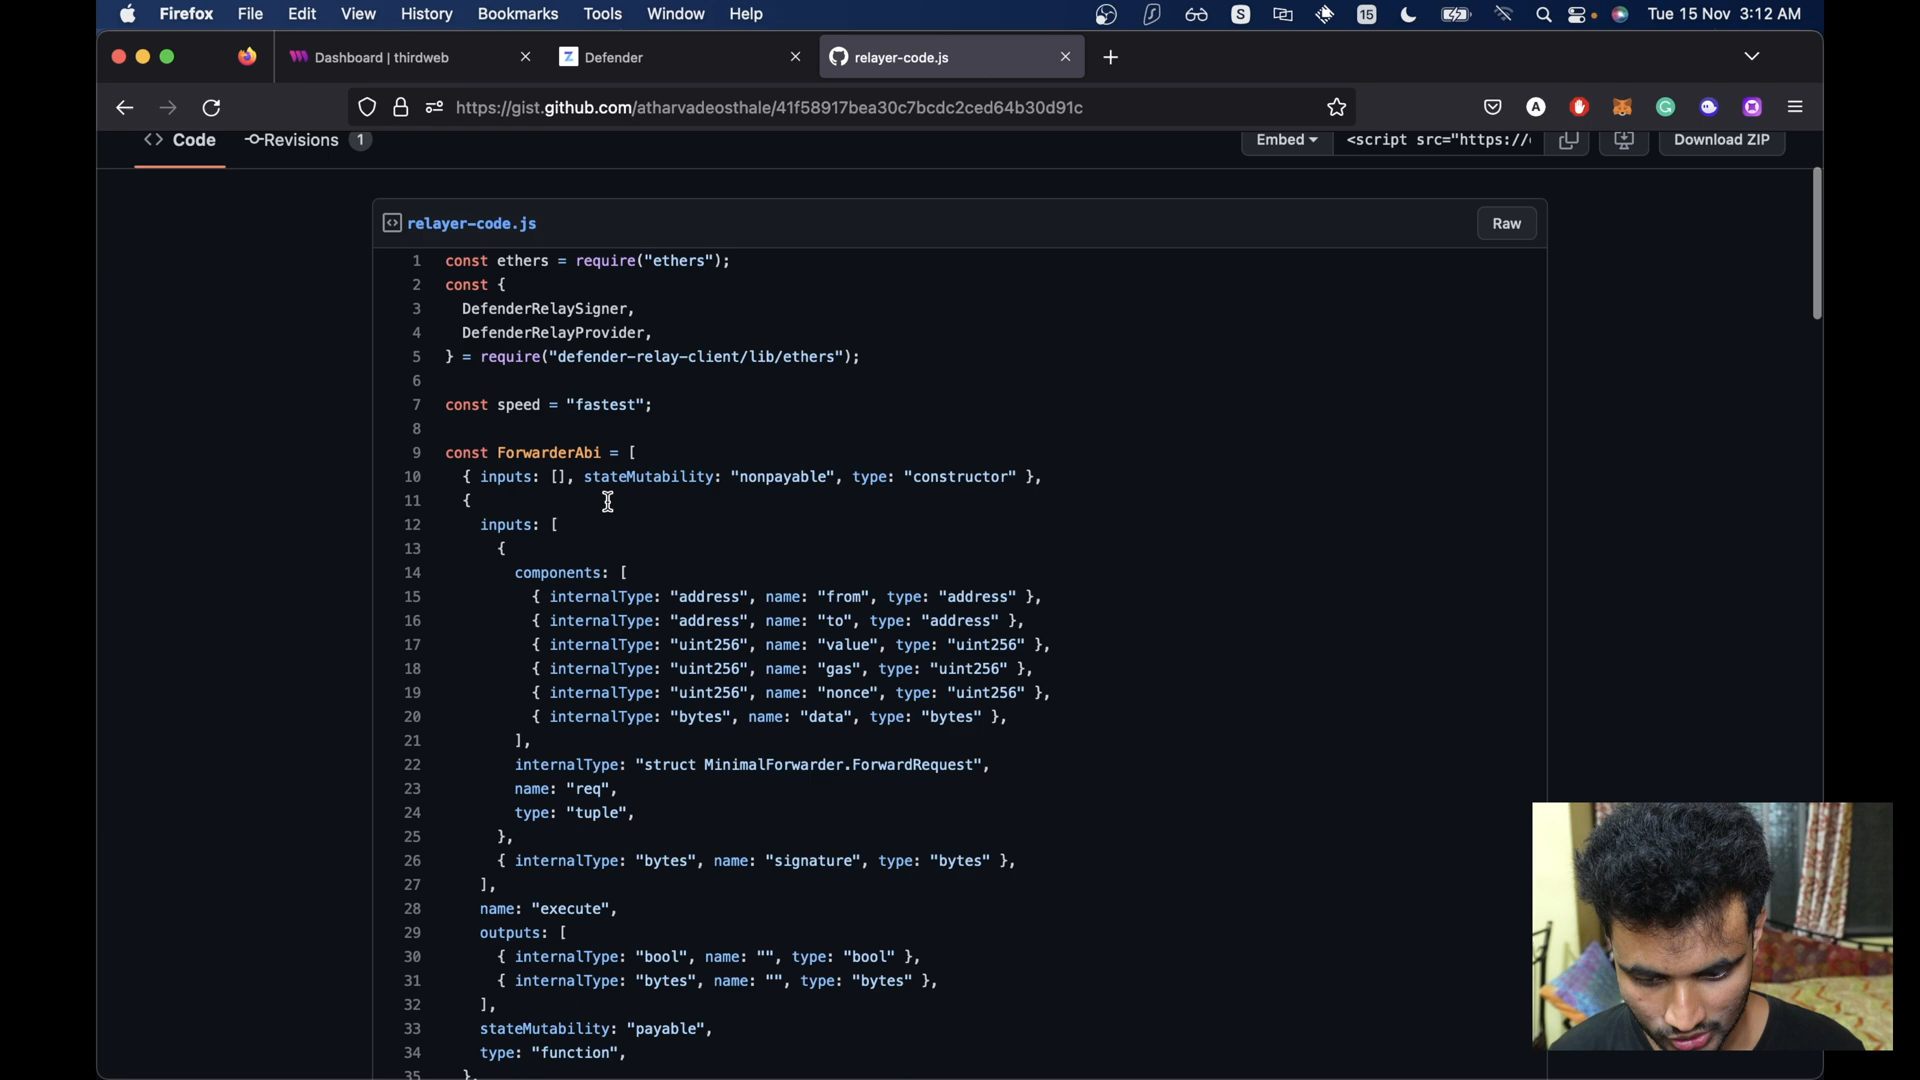 Firefox File Edit View History Bookmarks Tools Window Help S 15 Tue 15 Nov 3:12 AM
Dashboard | thirdweb Defender relayer-code.js
https://gist.github.com/atharvadeosthale/41f58917bea30c7bcdc2ced64b30d91c
Code Revisions 1 Embed <script src="https:// Download ZIP
relayer-code.js Raw
1 const ethers = require("ethers");
2 const {
3 DefenderRelaySigner,
4 DefenderRelayProvider,
5 } = require("defender-relay-client/lib/ethers");
6
7 const speed = "fastest";
8
9 const ForwarderAbi = [
10 { inputs: [], stateMutability: "nonpayable", type: "constructor" },
11 {
12 inputs: [
13 {
14 components: [
15 { internalType: "address", name: "from", type: "address" },
16 { internalType: "address", name: "to", type: "address" },
17 { internalType: "uint256", name: "value", type: "uint256" },
18 { internalType: "uint256", name: "gas", type: "uint256" },
19 { internalType: "uint256", name: "nonce", type: "uint256" },
20 { internalType: "bytes", name: "data", type: "bytes" },
21 ],
22 internalType: "struct MinimalForwarder.ForwardRequest",
23 name: "req",
24 type: "tuple",
25 },
26 { internalType: "bytes", name: "signature", type: "bytes" },
27 ],
28 name: "execute",
29 outputs: [
30 { internalType: "bool", name: "", type: "bool" },
31 { internalType: "bytes", name: "", type: "bytes" },
32 ],
33 stateMutability: "payable",
34 type: "function",
35 },